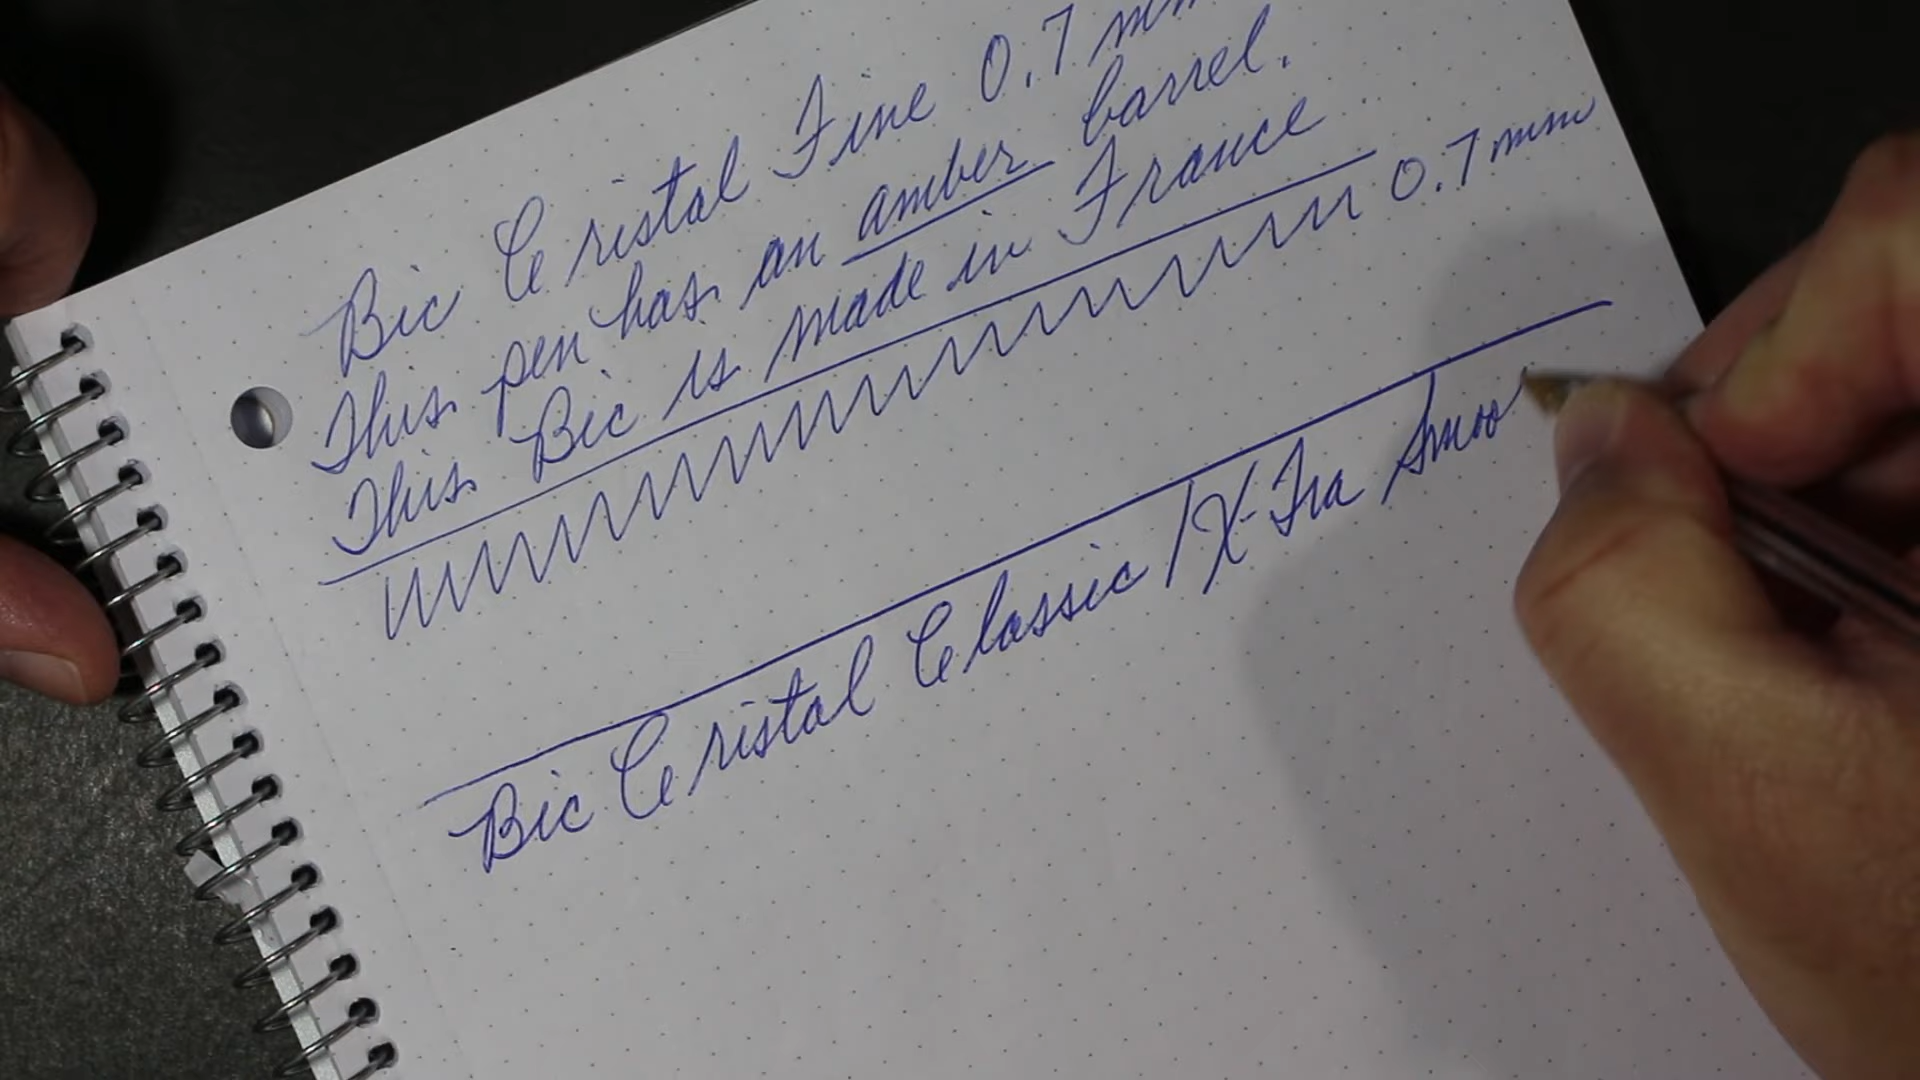 Bic Cristal Fine 0.7 mm
This pen has an amber barrel.
This Bic is made in France
0.7 mm
Bic Cristal Classic / X-Tra Smoo